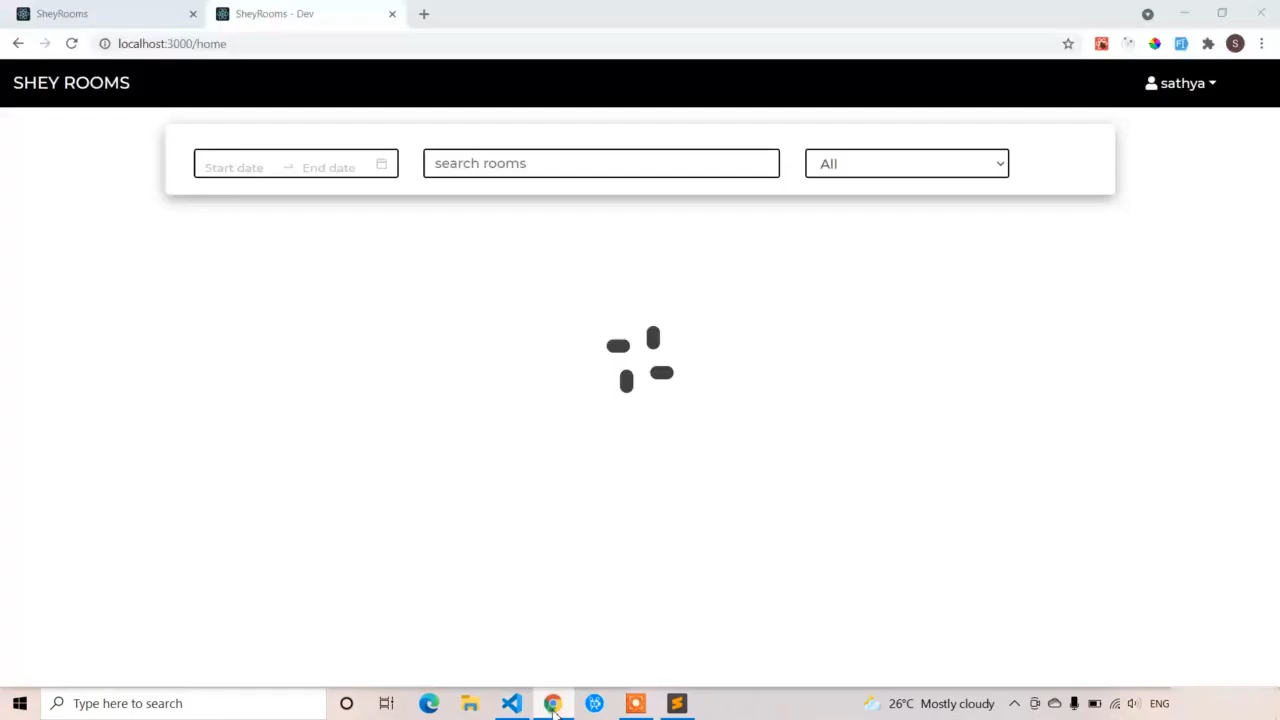 SheyRooms
SheyRooms - Dev
localhost:3000/home
S
SHEY ROOMS
sathya
Start date
End date
search rooms
All
Type here to search
26°C Mostly cloudy
ENG